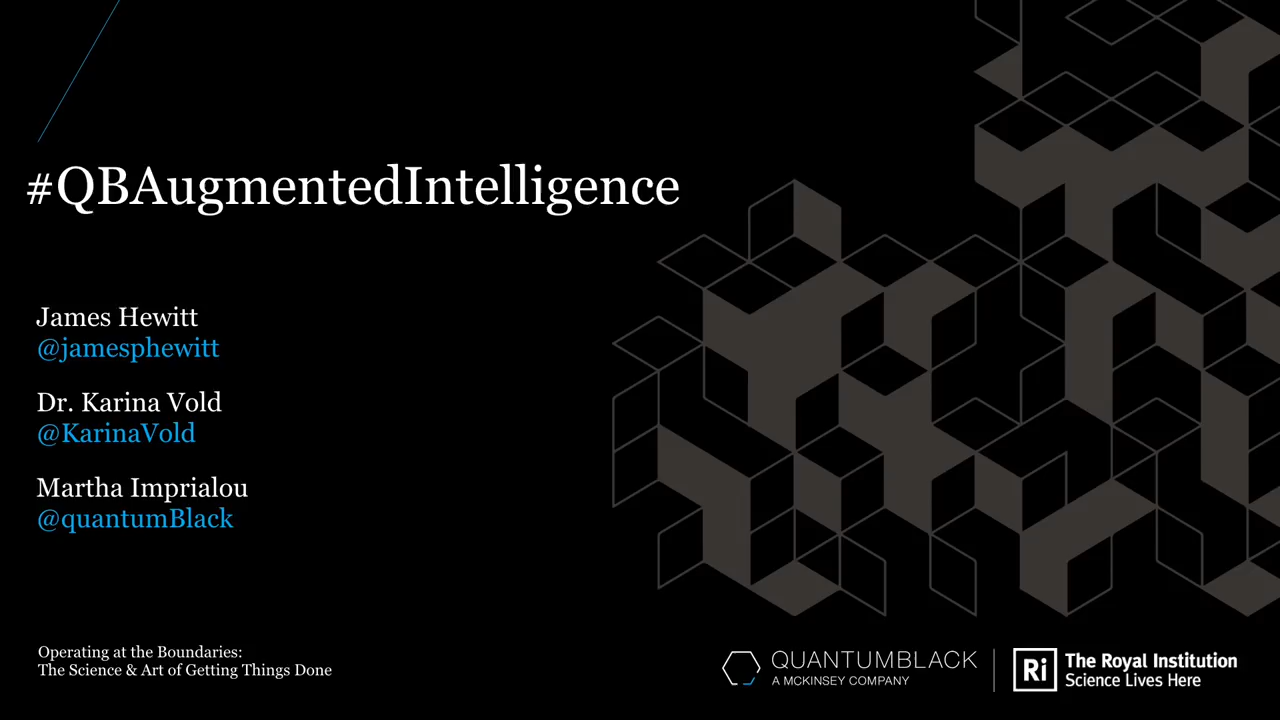 #QBAugmentedIntelligence
James Hewitt
@jamesphewitt
Dr. Karina Vold
@KarinaVold
Martha Imprialou
@quantumBlack
Operating at the Boundaries:
The Science & Art of Getting Things Done
QUANTUMBLACK
A MCKINSEY COMPANY
Ri
The Royal Institution
Science Lives Here